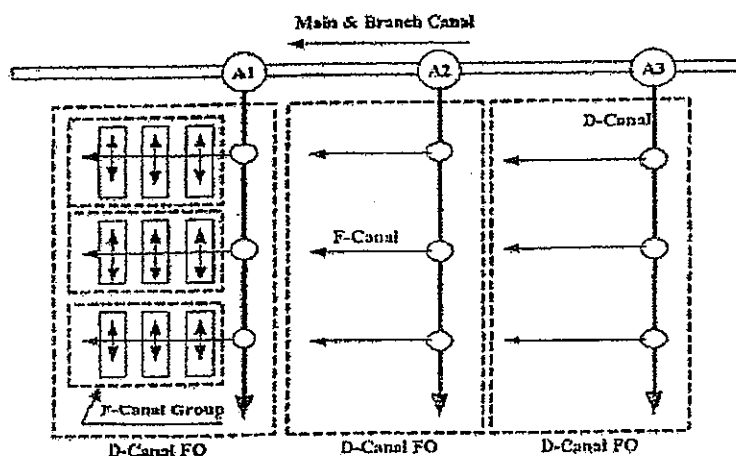 Main & Branch Canal
A1
A2
A3
D-Canal
F-Canal
F-Canal Group
D-Canal FO
D-Canal FO
D-Canal FO